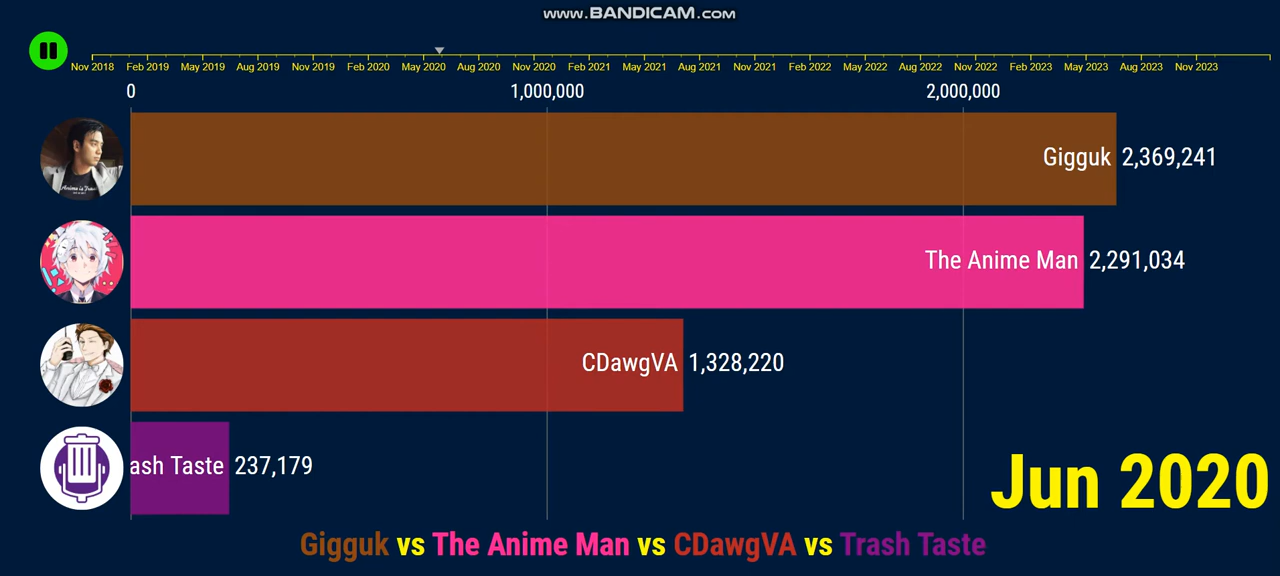 www.BANDICAM.com
Nov 2018 Feb 2019 May 2019 Aug 2019 Nov 2019 Feb 2020 May 2020 Aug 2020 Nov 2020 Feb 2021 May 2021 Aug 2021 Nov 2021 Feb 2022 May 2022 Aug 2022 Nov 2022 Feb 2023 May 2023 Aug 2023 Nov 2023
0 1,000,000 2,000,000
Gigguk 2,369,241
The Anime Man 2,291,034
CDawgVA 1,328,220
ash Taste 237,179
Jun 2020
Gigguk vs The Anime Man vs CDawgVA vs Trash Taste